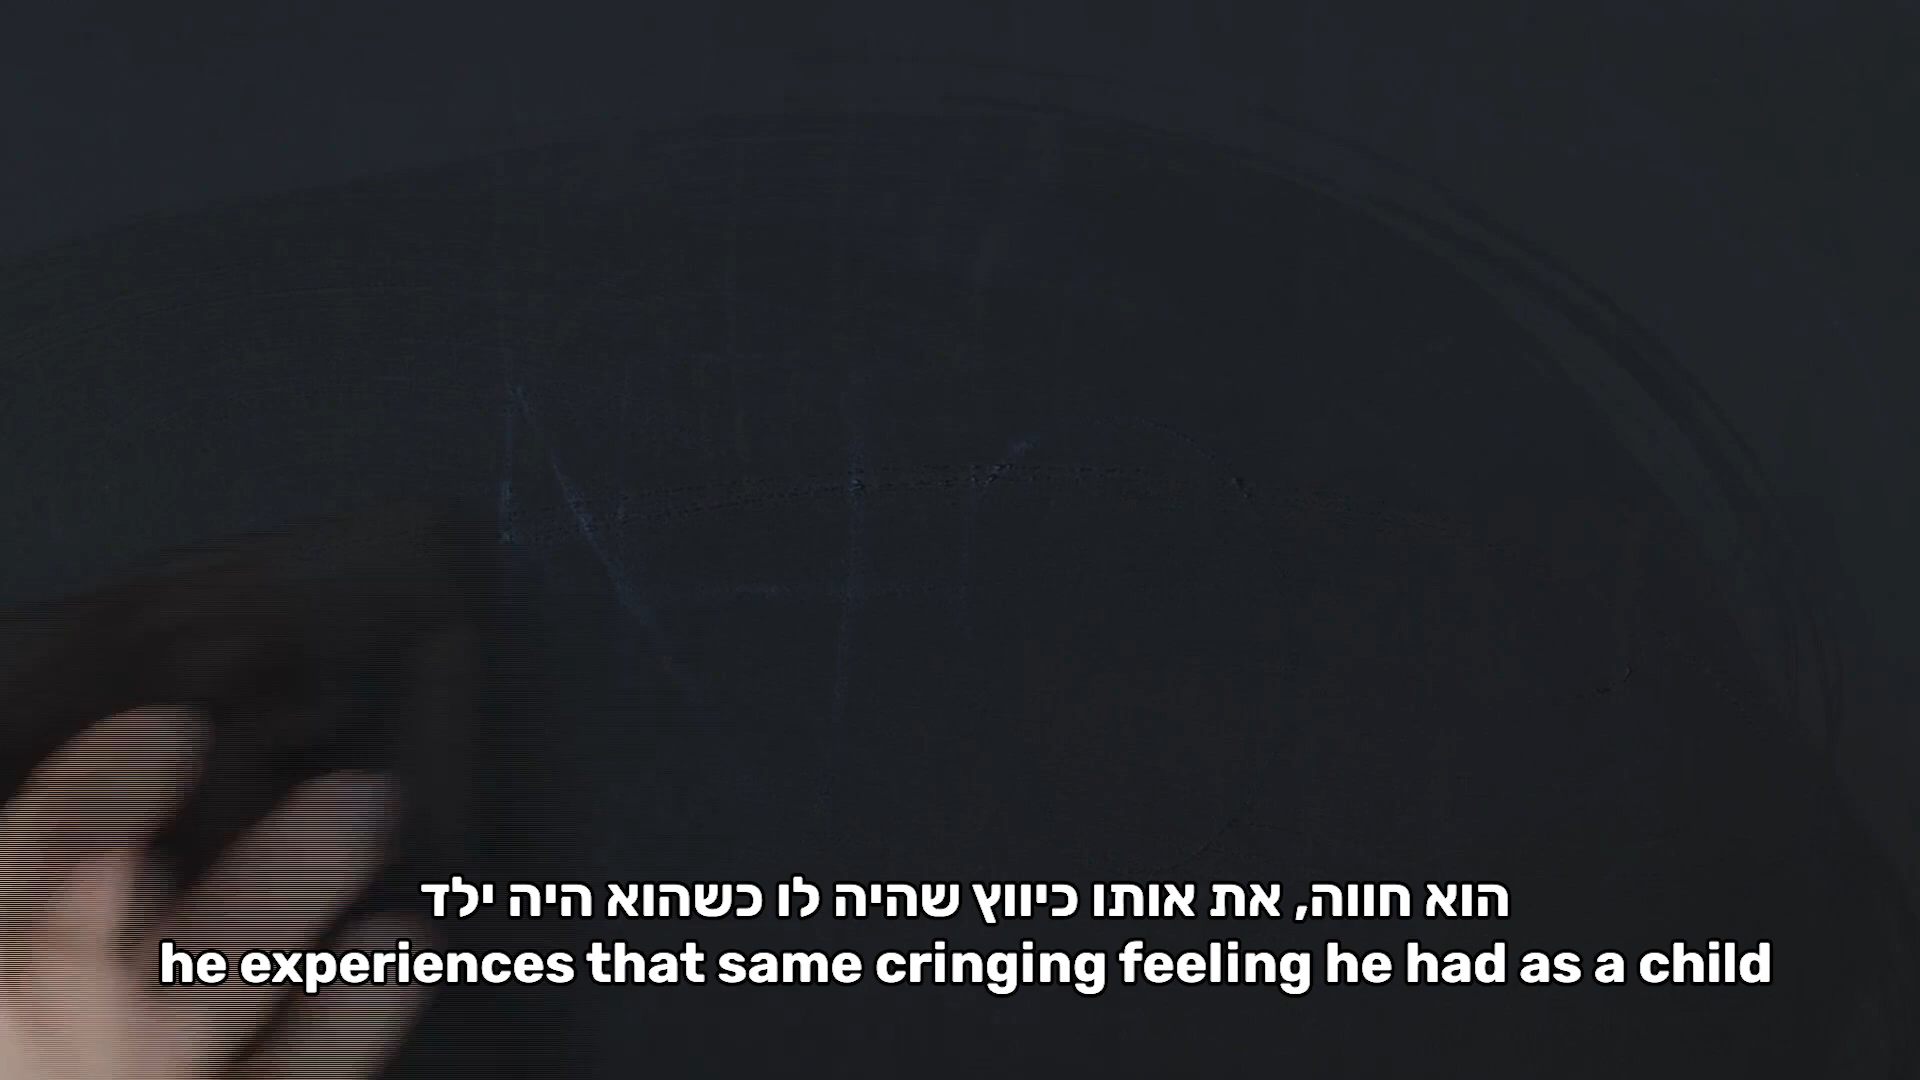 הוא חווה, את אותו כיווץ שהיה לו כשהוא היה ילד
he experiences that same cringing feeling he had as a child